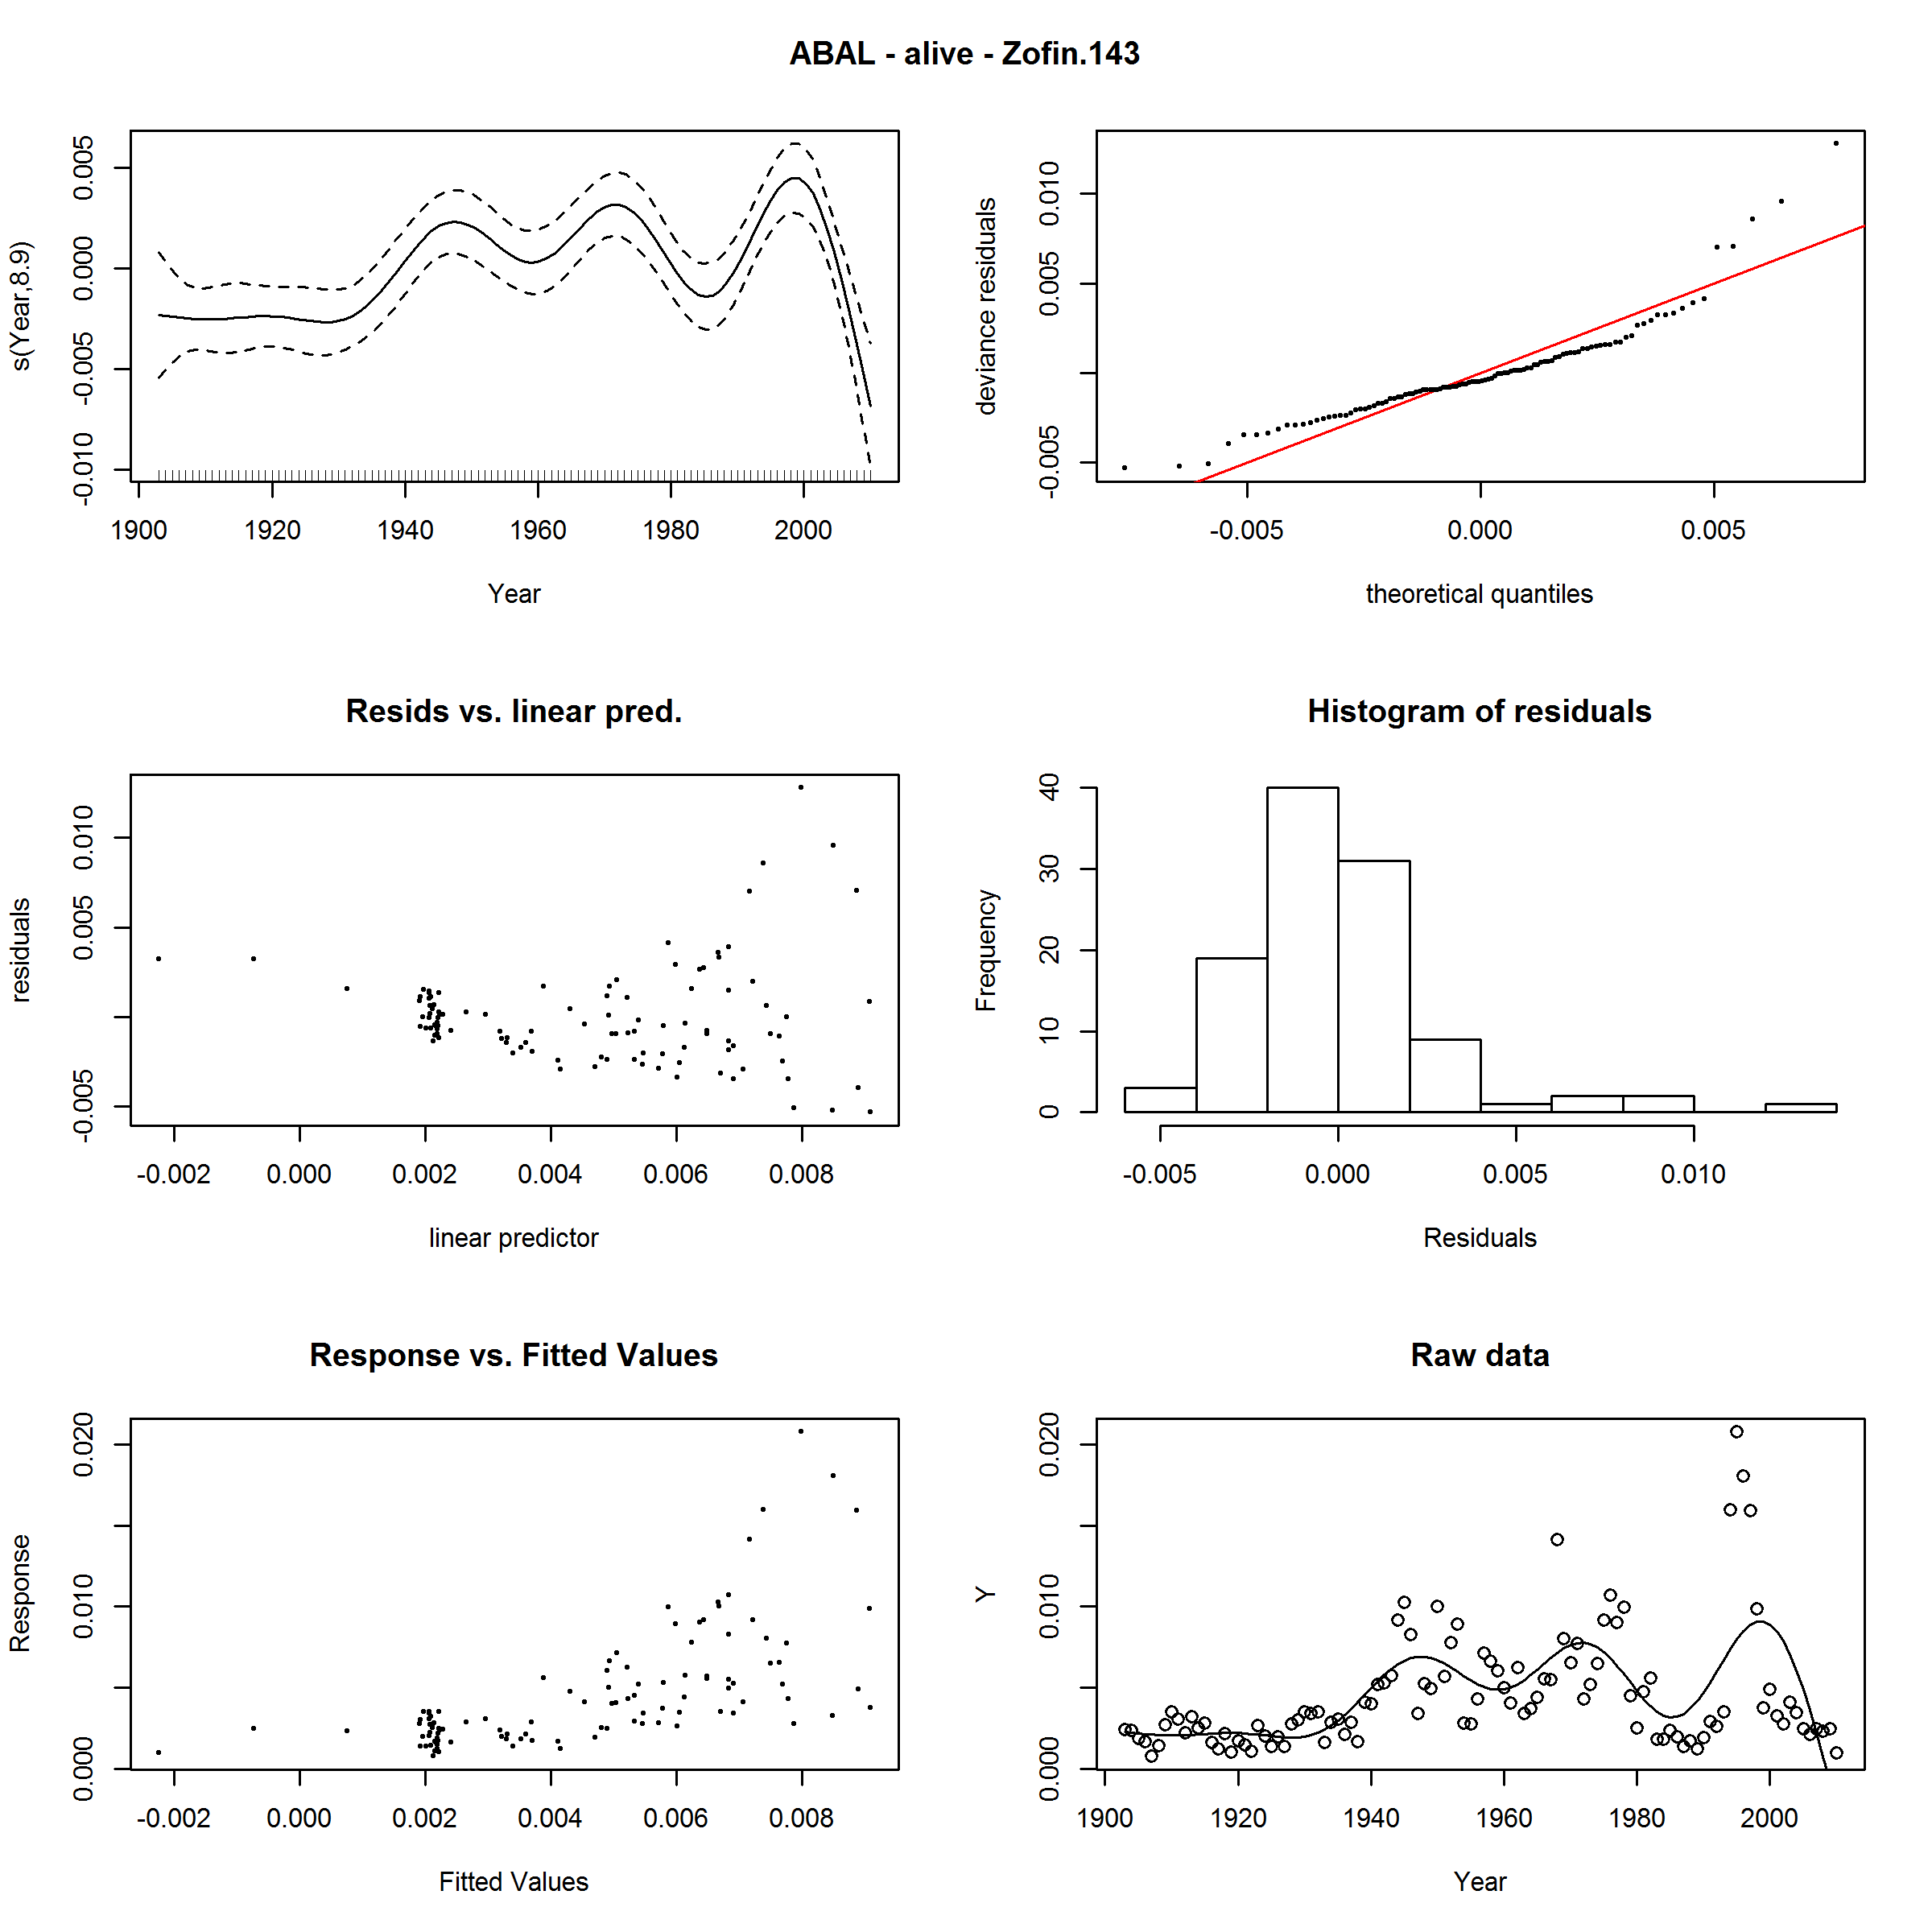 ABAL - alive - Zofin.143
s(Year,8.9)
0.005
0.000
-0.005
-0.010
1900 1920 1940 1960 1980 2000
Year
deviance residuals
0.010
0.005
-0.005
-0.005 0.000 0.005
theoretical quantiles
Resids vs. linear pred.
residuals
0.010
0.005
-0.005
-0.002 0.000 0.002 0.004 0.006 0.008
linear predictor
Histogram of residuals
Frequency
40
30
20
10
0
-0.005 0.000 0.005 0.010
Residuals
Response vs. Fitted Values
Response
0.020
0.010
0.000
-0.002 0.000 0.002 0.004 0.006 0.008
Fitted Values
Raw data
Y
0.020
0.010
0.000
1900 1920 1940 1960 1980 2000
Year